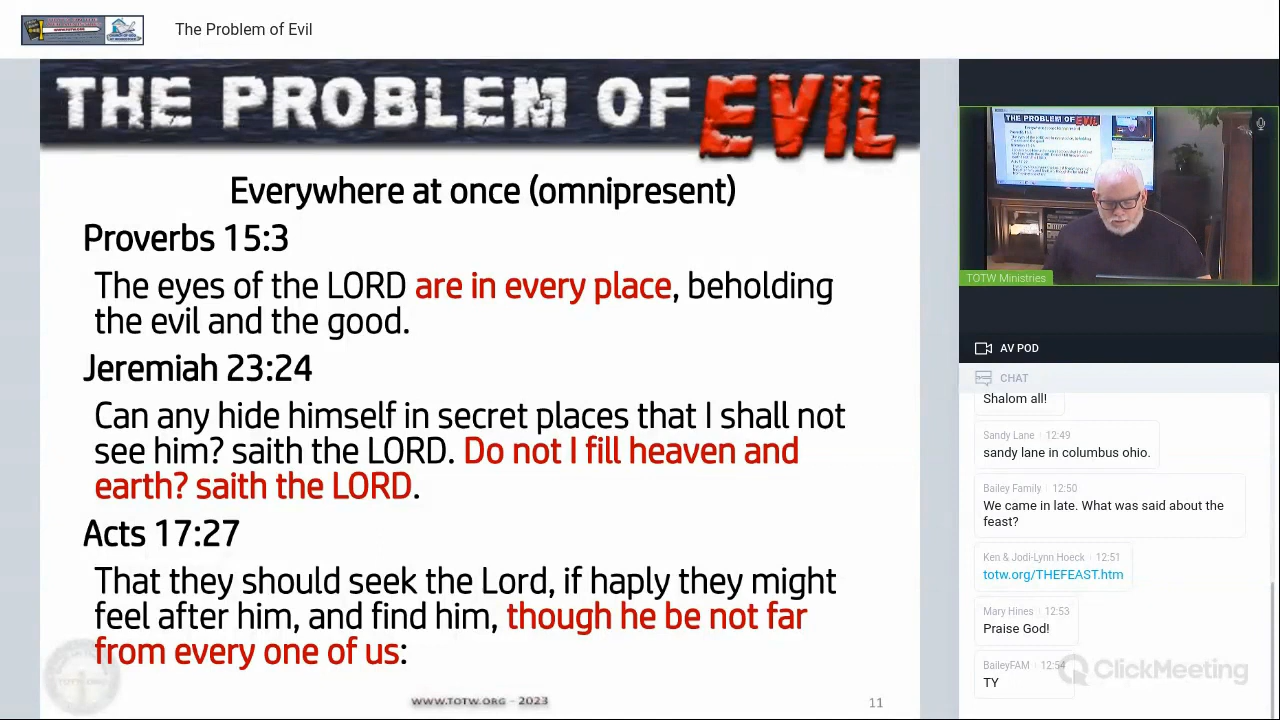 The Problem of Evil
THE PROBLEM OF EVIL
Everywhere at once (omnipresent)
Proverbs 15:3
The eyes of the LORD are in every place, beholding
the evil and the good.
Jeremiah 23:24
Can any hide himself in secret places that I shall not
see him? saith the LORD. Do not I fill heaven and
earth? saith the LORD.
Acts 17:27
That they should seek the Lord, if haply they might
feel after him, and find him, though he be not far
from every one of us:
WWW.TOTW.ORG - 2023
11
THE PROBLEM OF EVIL
TOTW Ministries
AV POD
CHAT
Shalom all!
Sandy Lane 12:49
sandy lane in columbus ohio.
Bailey Family 12:50
We came in late. What was said about the
feast?
Ken & Jodi-Lynn Hoeck 12:51
totw.org/THEFEAST.htm
Mary Hines 12:53
Praise God!
BaileyFAM 12:54
TY
ClickMeeting